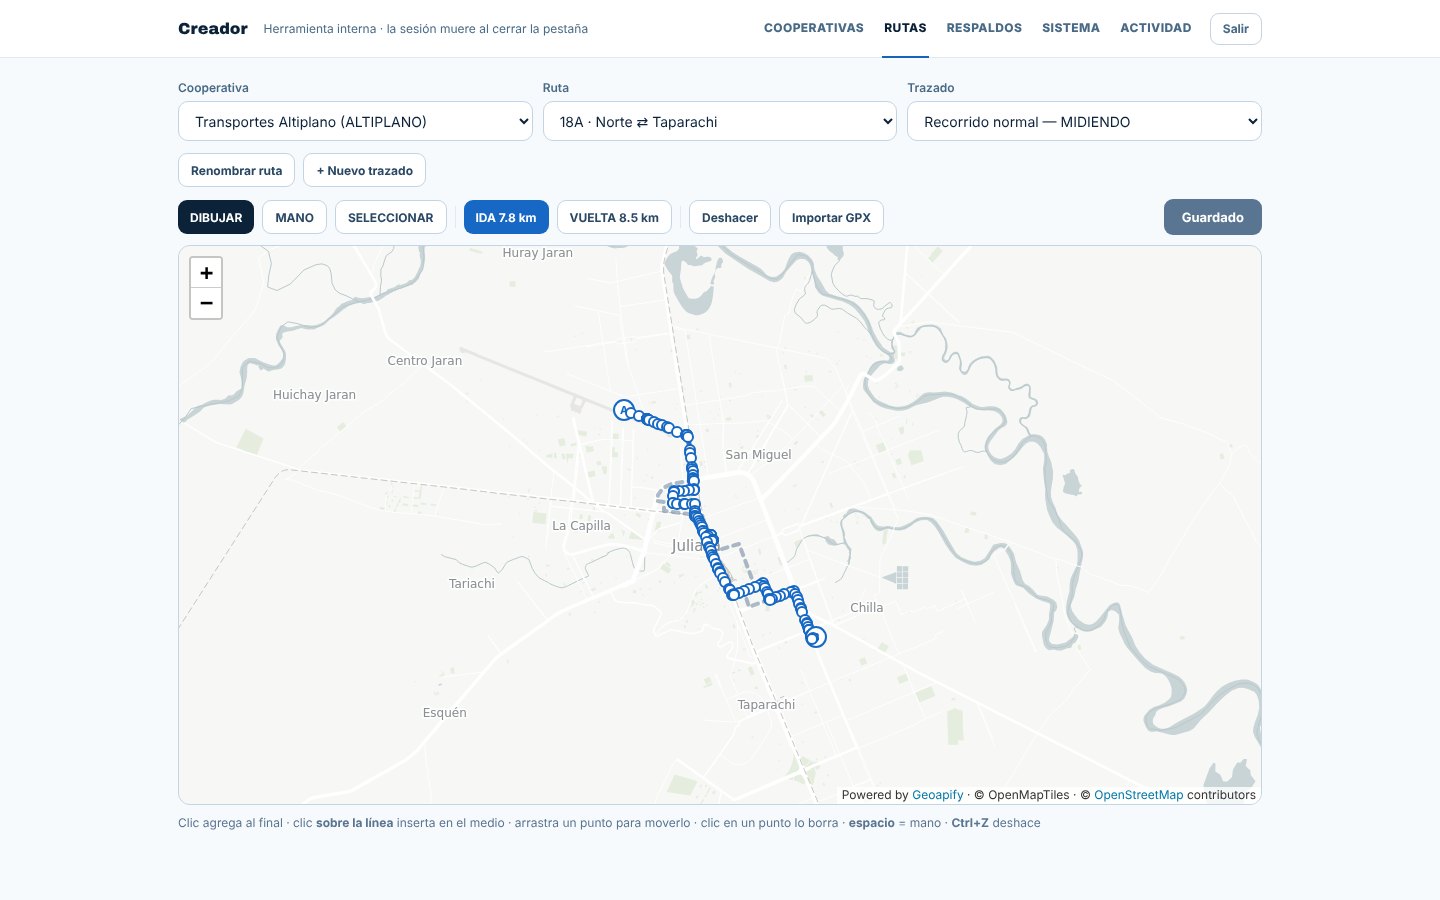 Creador
Herramienta interna · la sesión muere al cerrar la pestaña
COOPERATIVAS
RUTAS
RESPALDOS
SISTEMA
ACTIVIDAD
Salir
Cooperativa
Ruta
Trazado
Transportes Altiplano (ALTIPLANO)
18A · Norte ⇄ Taparachi
Recorrido normal — MIDIENDO
Renombrar ruta
+ Nuevo trazado
DIBUJAR
MANO
SELECCIONAR
IDA 7.8 km
VUELTA 8.5 km
Deshacer
Importar GPX
Guardado
+
−
Huray Jaran
Centro Jaran
Huichay Jaran
A
San Miguel
La Capilla
Tariachi
Chilla
Taparachi
Esquén
Powered by Geoapify · © OpenMapTiles · © OpenStreetMap contributors
Clic agrega al final · clic sobre la línea inserta en el medio · arrastra un punto para moverlo · clic en un punto lo borra · espacio = mano · Ctrl+Z deshace